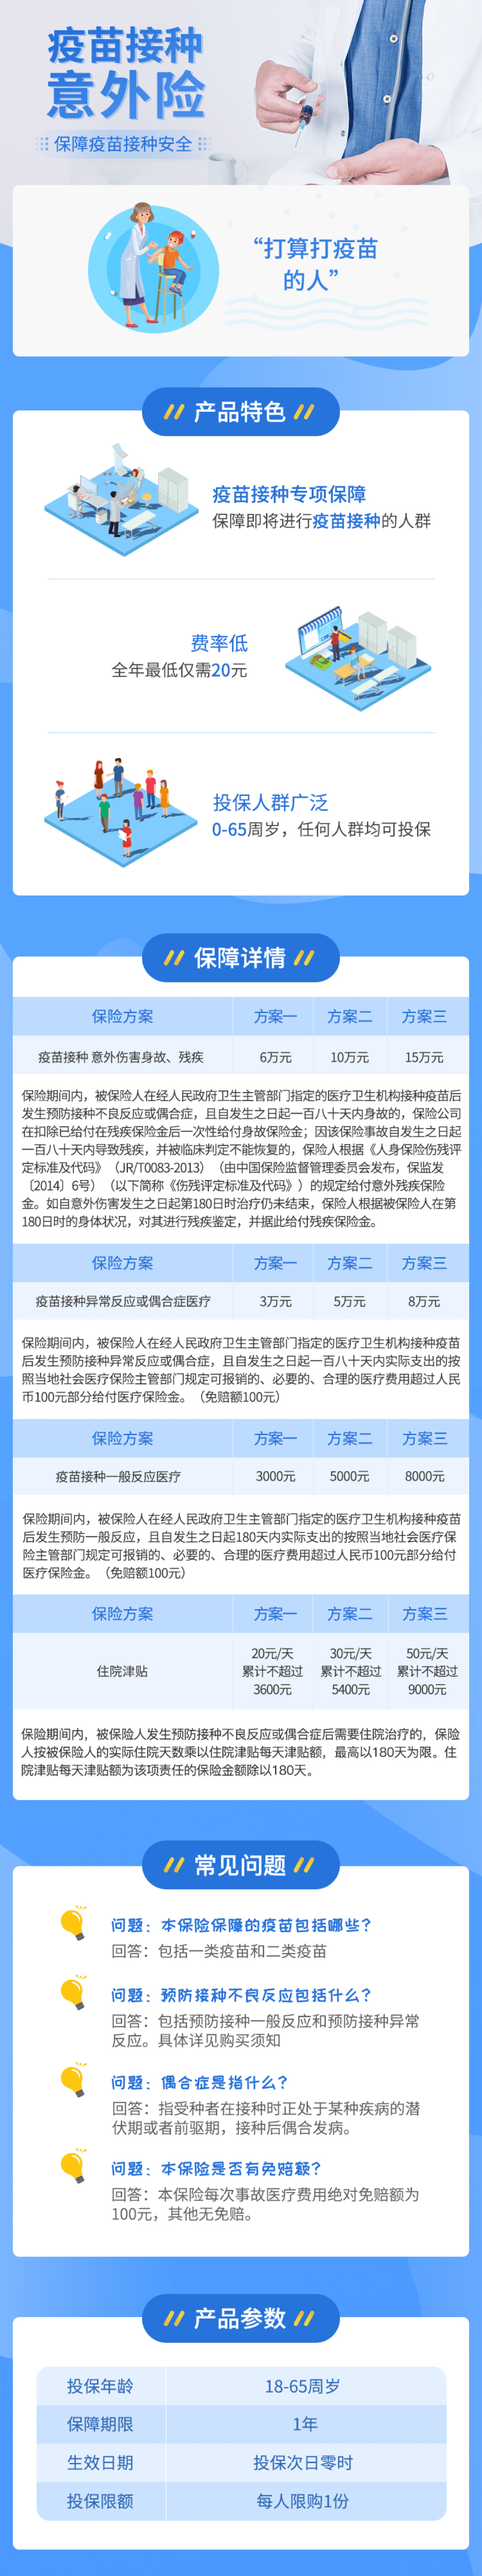 疫苗接种
意外险
保障疫苗接种安全
“打算打疫苗
的人”
产品特色
疫苗接种专项保障
保障即将进行疫苗接种的人群
费率低
全年最低仅需20元
投保人群广泛
0-65周岁，任何人群均可投保
保障详情
保险方案 方案一 方案二 方案三
疫苗接种 意外伤害身故、残疾 6万元 10万元 15万元
保险期间内，被保险人在经人民政府卫生主管部门指定的医疗卫生机构接种疫苗后
发生预防接种不良反应或偶合症，且自发生之日起一百八十天内身故的，保险公司
在扣除已给付在残疾保险金后一次性给付身故保险金；因该保险事故自发生之日起
一百八十天内导致残疾，并被临床判定不能恢复的，保险人根据《人身保险伤残评
定标准及代码》（JR/T0083-2013）（由中国保险监督管理委员会发布，保监发
〔2014〕6号）（以下简称《伤残评定标准及代码》）的规定给付意外残疾保险
金。如自意外伤害发生之日起第180日时治疗仍未结束，保险人根据被保险人在第
180日时的身体状况，对其进行残疾鉴定，并据此给付残疾保险金。
保险方案 方案一 方案二 方案三
疫苗接种异常反应或偶合症医疗 3万元 5万元 8万元
保险期间内，被保险人在经人民政府卫生主管部门指定的医疗卫生机构接种疫苗
后发生预防接种异常反应或偶合症，且自发生之日起一百八十天内实际支出的按
照当地社会医疗保险主管部门规定可报销的、必要的、合理的医疗费用超过人民
币100元部分给付医疗保险金。（免赔额100元）
保险方案 方案一 方案二 方案三
疫苗接种一般反应医疗 3000元 5000元 8000元
保险期间内，被保险人在经人民政府卫生主管部门指定的医疗卫生机构接种疫苗
后发生预防一般反应，且自发生之日起180天内实际支出的按照当地社会医疗保
险主管部门规定可报销的、必要的、合理的医疗费用超过人民币100元部分给付
医疗保险金。（免赔额100元）
保险方案 方案一 方案二 方案三
20元/天 30元/天 50元/天
住院津贴 累计不超过 累计不超过 累计不超过
3600元 5400元 9000元
保险期间内，被保险人发生预防接种不良反应或偶合症后需要住院治疗的，保险
人按被保险人的实际住院天数乘以住院津贴每天津贴额，最高以180天为限。住
院津贴每天津贴额为该项责任的保险金额除以180天。
常见问题
问题：本保险保障的疫苗包括哪些？
回答：包括一类疫苗和二类疫苗
问题：预防接种不良反应包括什么？
回答：包括预防接种一般反应和预防接种异常
反应。具体详见购买须知
问题：偶合症是指什么？
回答：指受种者在接种时正处于某种疾病的潜
伏期或者前驱期，接种后偶合发病。
问题：本保险是否有免赔额？
回答：本保险每次事故医疗费用绝对免赔额为
100元，其他无免赔。
产品参数
投保年龄 18-65周岁
保障期限 1年
生效日期 投保次日零时
投保限额 每人限购1份